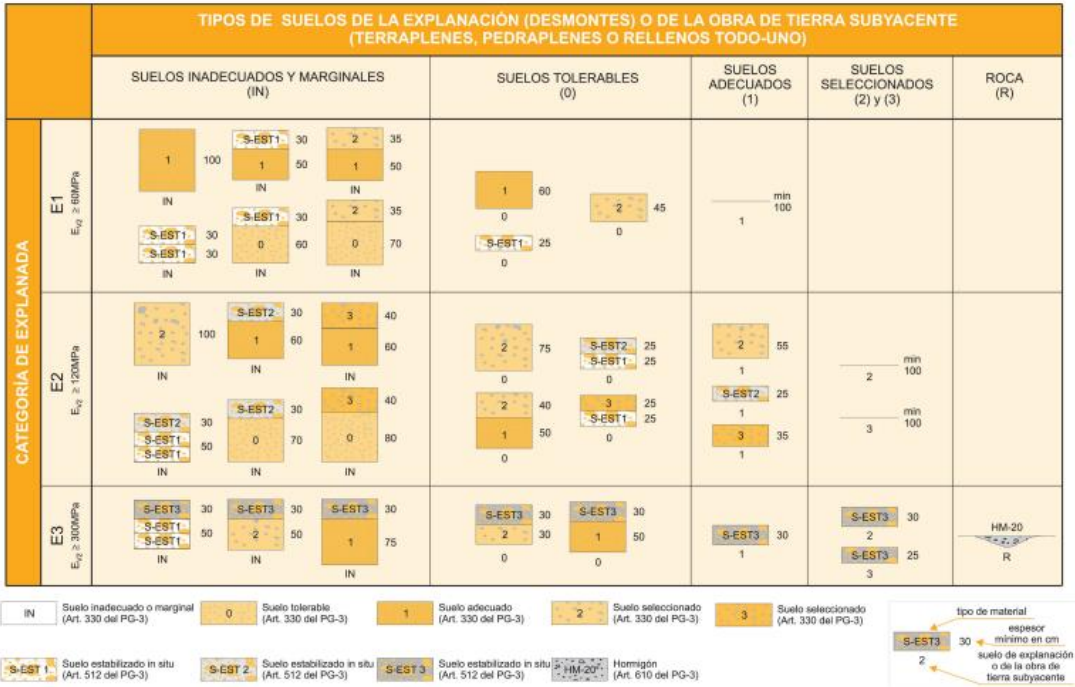 TIPOS DE SUELOS DE LA EXPLANACIÓN (DESMONTES) O DE LA OBRA DE TIERRA SUBYACENTE
(TERRAPLENES, PEDRAPLENES O RELLENOS TODO-UNO)
SUELOS INADECUADOS Y MARGINALES
(IN)
SUELOS TOLERABLES
(0)
SUELOS
ADECUADOS
(1)
SUELOS
SELECCIONADOS
(2) y (3)
ROCA
(R)
CATEGORÍA DE EXPLANADA
E1
Ev2 ≥ 60MPa
1 100
IN
S-EST1 30
1 50
IN
2 35
1 50
IN
S-EST1 30
S-EST1 30
IN
S-EST1 30
0 60
IN
2 35
0 70
IN
1 60
0
2 45
0
S-EST1 25
0
min
100
1
E2
Ev2 ≥ 120MPa
2 100
IN
S-EST2 30
1 60
IN
3 40
1 60
IN
S-EST2 30
S-EST1 50
S-EST1
IN
S-EST2 30
0 70
IN
3 40
0 80
IN
2 75
0
S-EST2 25
S-EST1 25
0
2 40
1 50
0
3 25
S-EST1 25
0
2 55
1
S-EST2 25
1
3 35
1
min
100
2
min
100
3
E3
Ev2 ≥ 300MPa
S-EST3 30
S-EST1 50
S-EST1
IN
S-EST3 30
2 50
IN
S-EST3 30
1 75
IN
S-EST3 30
2 30
0
S-EST3 30
1 50
0
S-EST3 30
1
S-EST3 30
2
S-EST3 25
3
HM-20
R
IN Suelo inadecuado o marginal
(Art. 330 del PG-3)
0 Suelo tolerable
(Art. 330 del PG-3)
1 Suelo adecuado
(Art. 330 del PG-3)
2 Suelo seleccionado
(Art. 330 del PG-3)
3 Suelo seleccionado
(Art. 330 del PG-3)
S-EST 1 Suelo estabilizado in situ
(Art. 512 del PG-3)
S-EST 2 Suelo estabilizado in situ
(Art. 512 del PG-3)
S-EST 3 Suelo estabilizado in situ
(Art. 512 del PG-3)
HM-20 Hormigón
(Art. 610 del PG-3)
tipo de material
espesor
S-EST3 30 mínimo en cm
2 suelo de explanación
o de la obra de
tierra subyacente